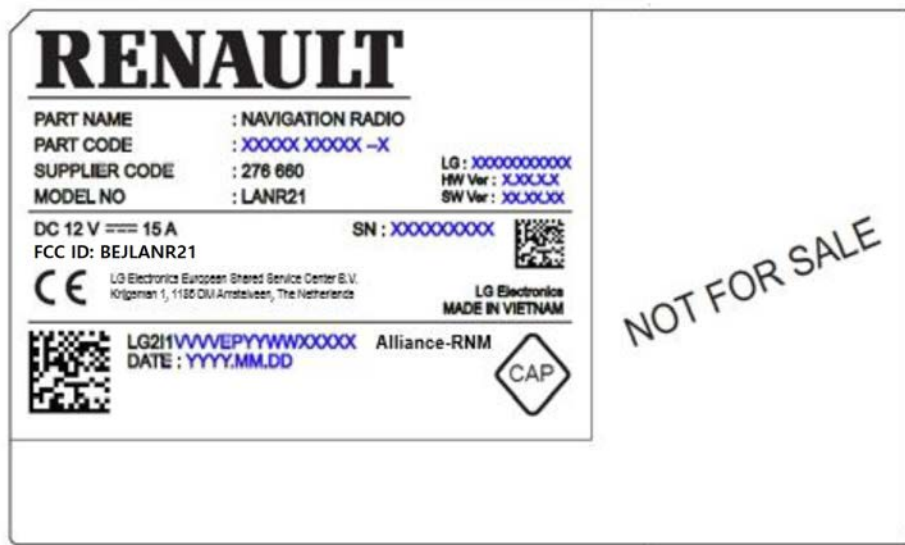 RENAULT
PART NAME : NAVIGATION RADIO
PART CODE : XXXXX XXXXX –X
SUPPLIER CODE : 276 660
MODEL NO : LANR21
LG : XXXXXXXXXXX
HW Ver : X.XX.X.X
SW Ver : XX.XX.XX
DC 12 V 15 A
SN : XXXXXXXXX
FCC ID: BEJLANR21
CE
LG Electronics European Shared Service Center B.V.
Krijgsman 1, 1186 DM Amstelveen, The Netherlands
LG Electronics
MADE IN VIETNAM
LG2I1VVVVEPYYWWXXXXX
Alliance-RNM
DATE : YYYY.MM.DD
CAP
NOT FOR SALE